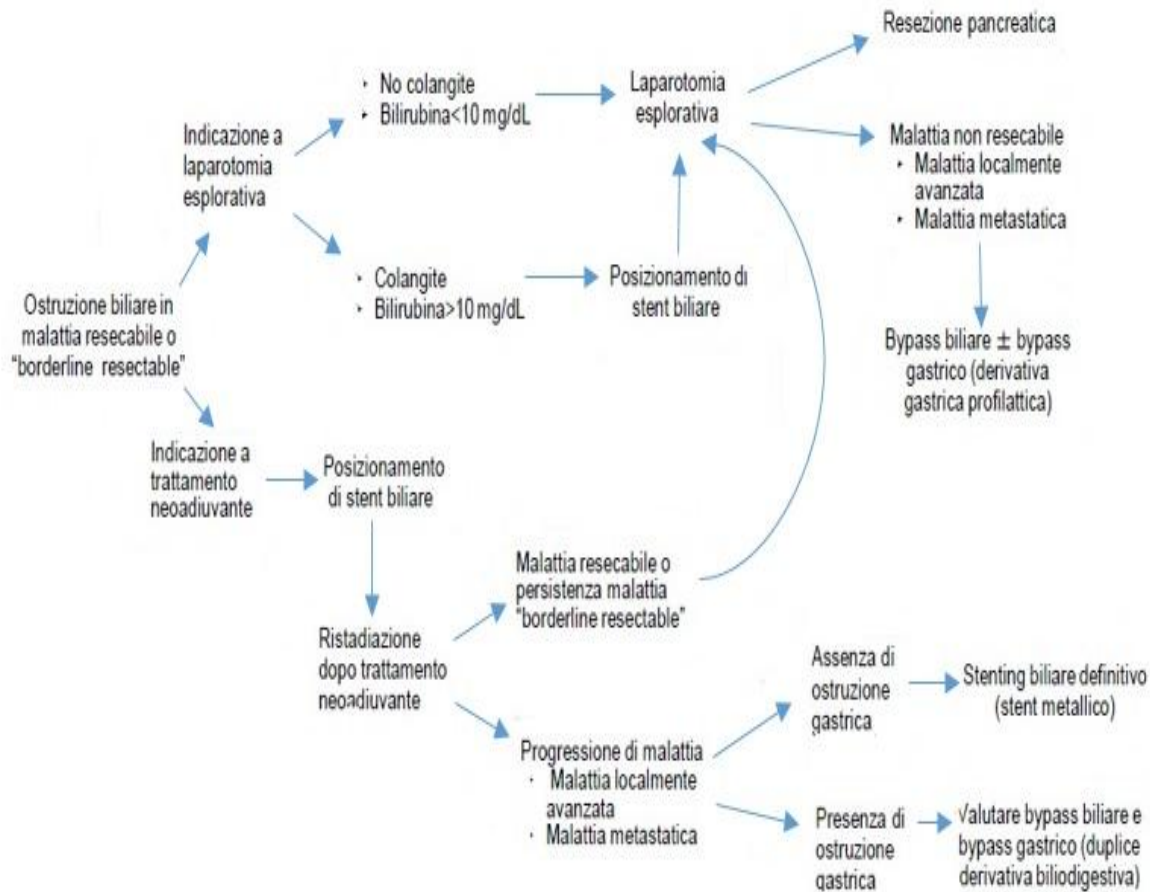 Ostruzione biliare in
malattia resecabile o
“borderline resectable”
Indicazione a
laparotomia
esplorativa
‣ No colangite
‣ Bilirubina<10 mg/dL
‣ Colangite
‣ Bilirubina>10 mg/dL
Posizionamento di
stent biliare
Laparotomia
esplorativa
Resezione pancreatica
Malattia non resecabile
‣ Malattia localmente
avanzata
‣ Malattia metastatica
Bypass biliare ± bypass
gastrico (derivativa
gastrica profilattica)
Indicazione a
trattamento
neoadiuvante
Posizionamento
di stent biliare
Ristadiazione
dopo trattamento
neoadiuvante
Malattia resecabile o
persistenza malattia
“borderline resectable”
Progressione di malattia
· Malattia localmente
avanzata
· Malattia metastatica
Assenza di
ostruzione
gastrica
Stenting biliare definitivo
(stent metallico)
Presenza di
ostruzione
gastrica
Valutare bypass biliare e
bypass gastrico (duplice
derivativa biliodigestiva)